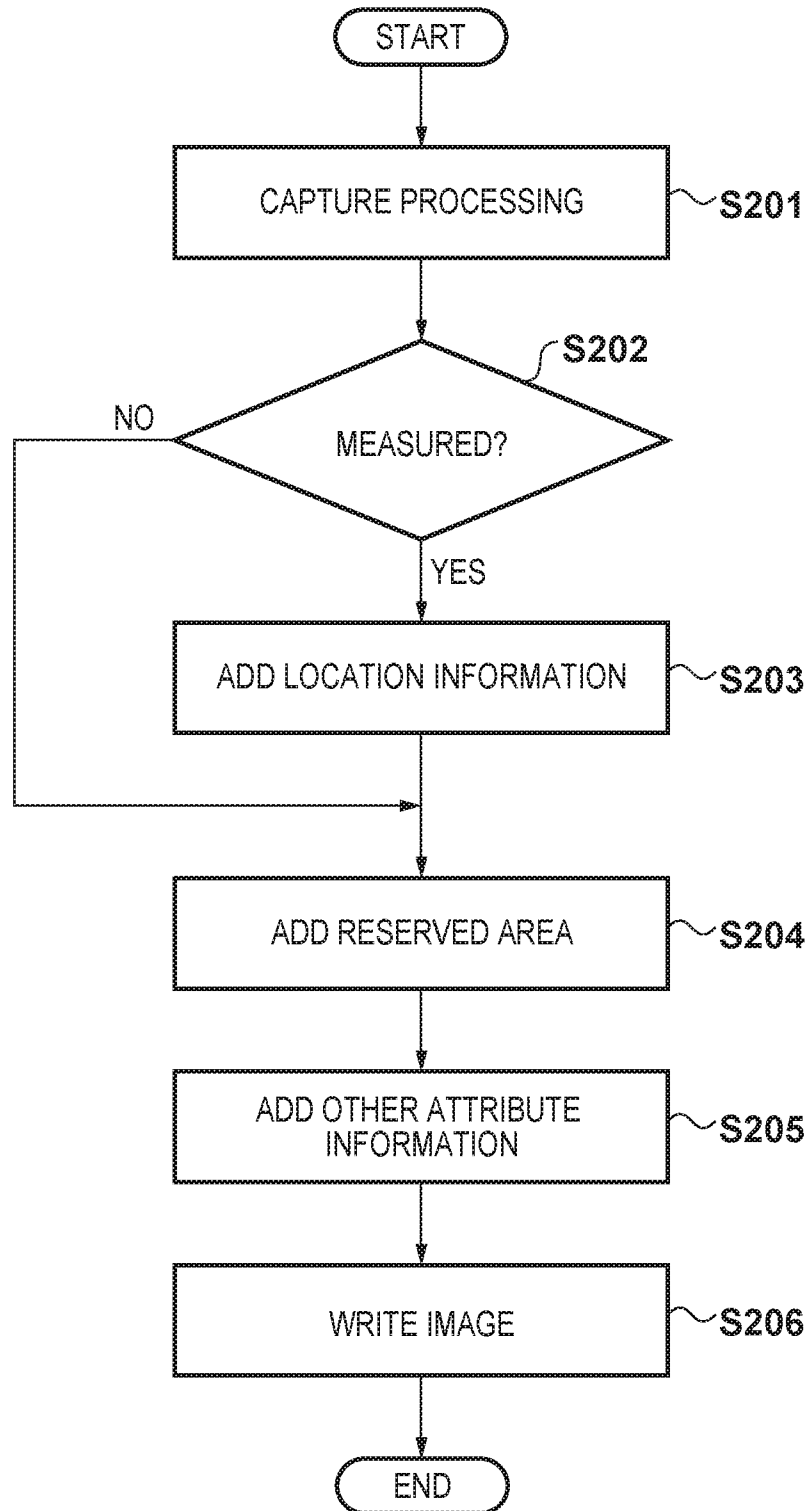 START
CAPTURE PROCESSING
S201
S202
NO
MEASURED?
YES
ADD LOCATION INFORMATION
S203
ADD RESERVED AREA
S204
ADD OTHER ATTRIBUTE
INFORMATION
S205
WRITE IMAGE
S206
END